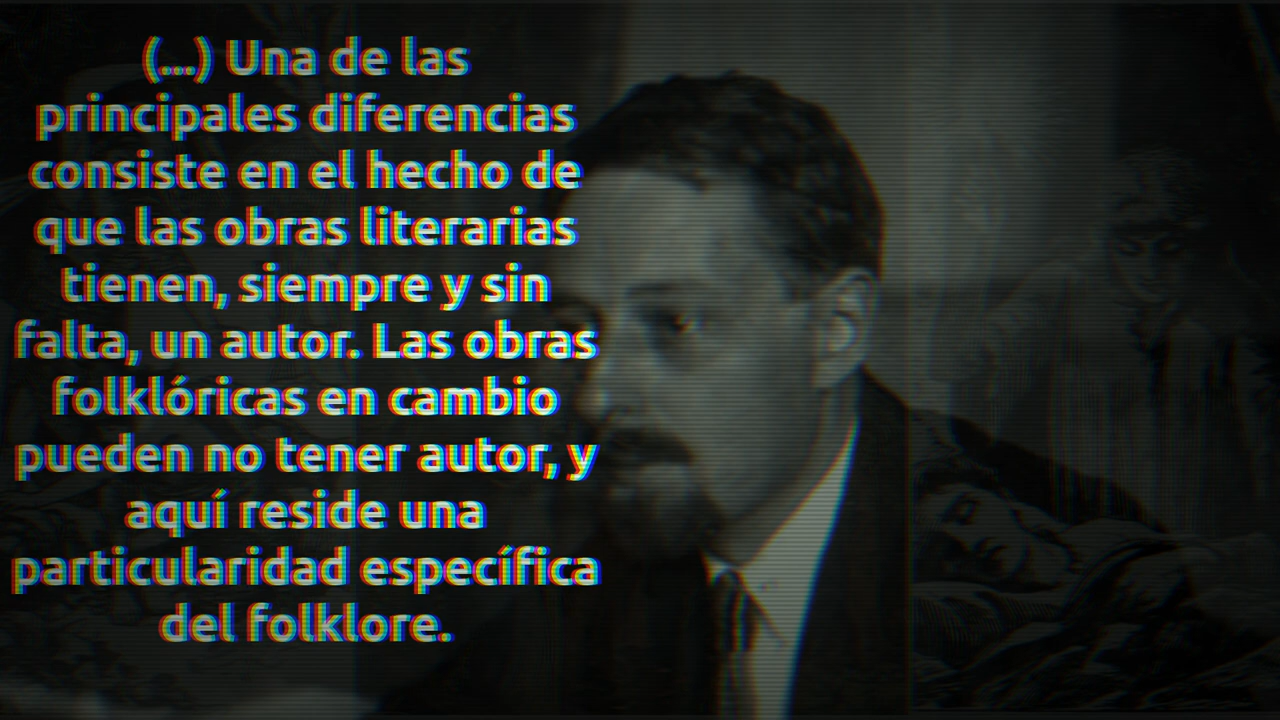 (...) Una de las
principales diferencias
consiste en el hecho de
que las obras literarias
tienen, siempre y sin
falta, un autor. Las obras
folklóricas en cambio
pueden no tener autor, y
aquí reside una
particularidad específica
del folklore.